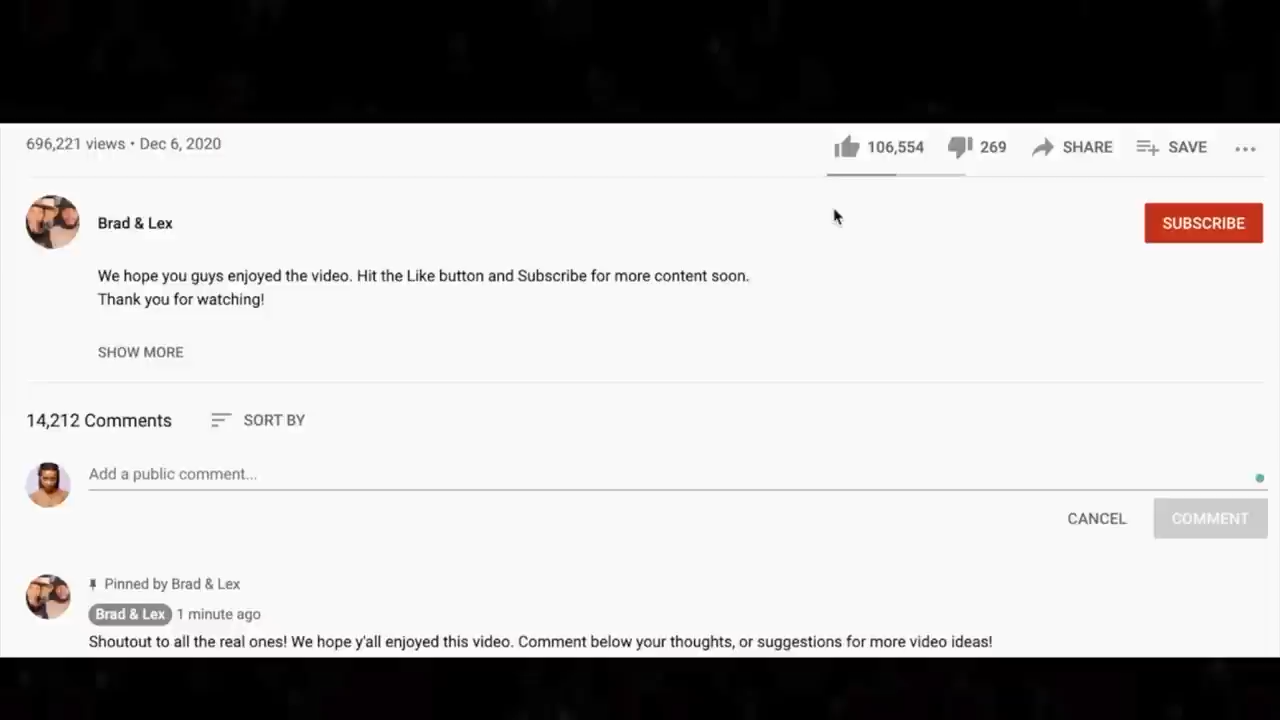 696,221 views • Dec 6, 2020
106,554 269 SHARE SAVE
Brad & Lex
SUBSCRIBE
We hope you guys enjoyed the video. Hit the Like button and Subscribe for more content soon.
Thank you for watching!
SHOW MORE
14,212 Comments SORT BY
Add a public comment...
CANCEL COMMENT
Pinned by Brad & Lex
Brad & Lex 1 minute ago
Shoutout to all the real ones! We hope y'all enjoyed this video. Comment below your thoughts, or suggestions for more video ideas!